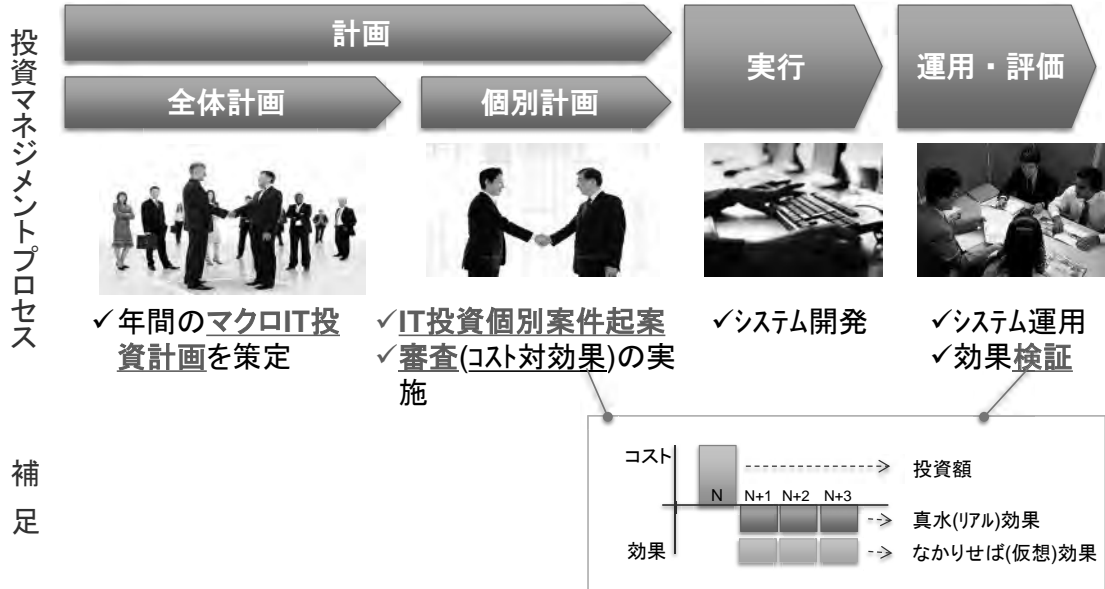 投資マネジメントプロセス
計画
実行
運用・評価
全体計画
個別計画
✓年間のマクロIT投
資計画を策定
✓IT投資個別案件起案
✓審査(コスト対効果)の実
施
✓システム開発
✓システム運用
✓効果検証
補
足
コスト
N
N+1
N+2
N+3
投資額
真水(リアル)効果
効果
なかりせば(仮想)効果